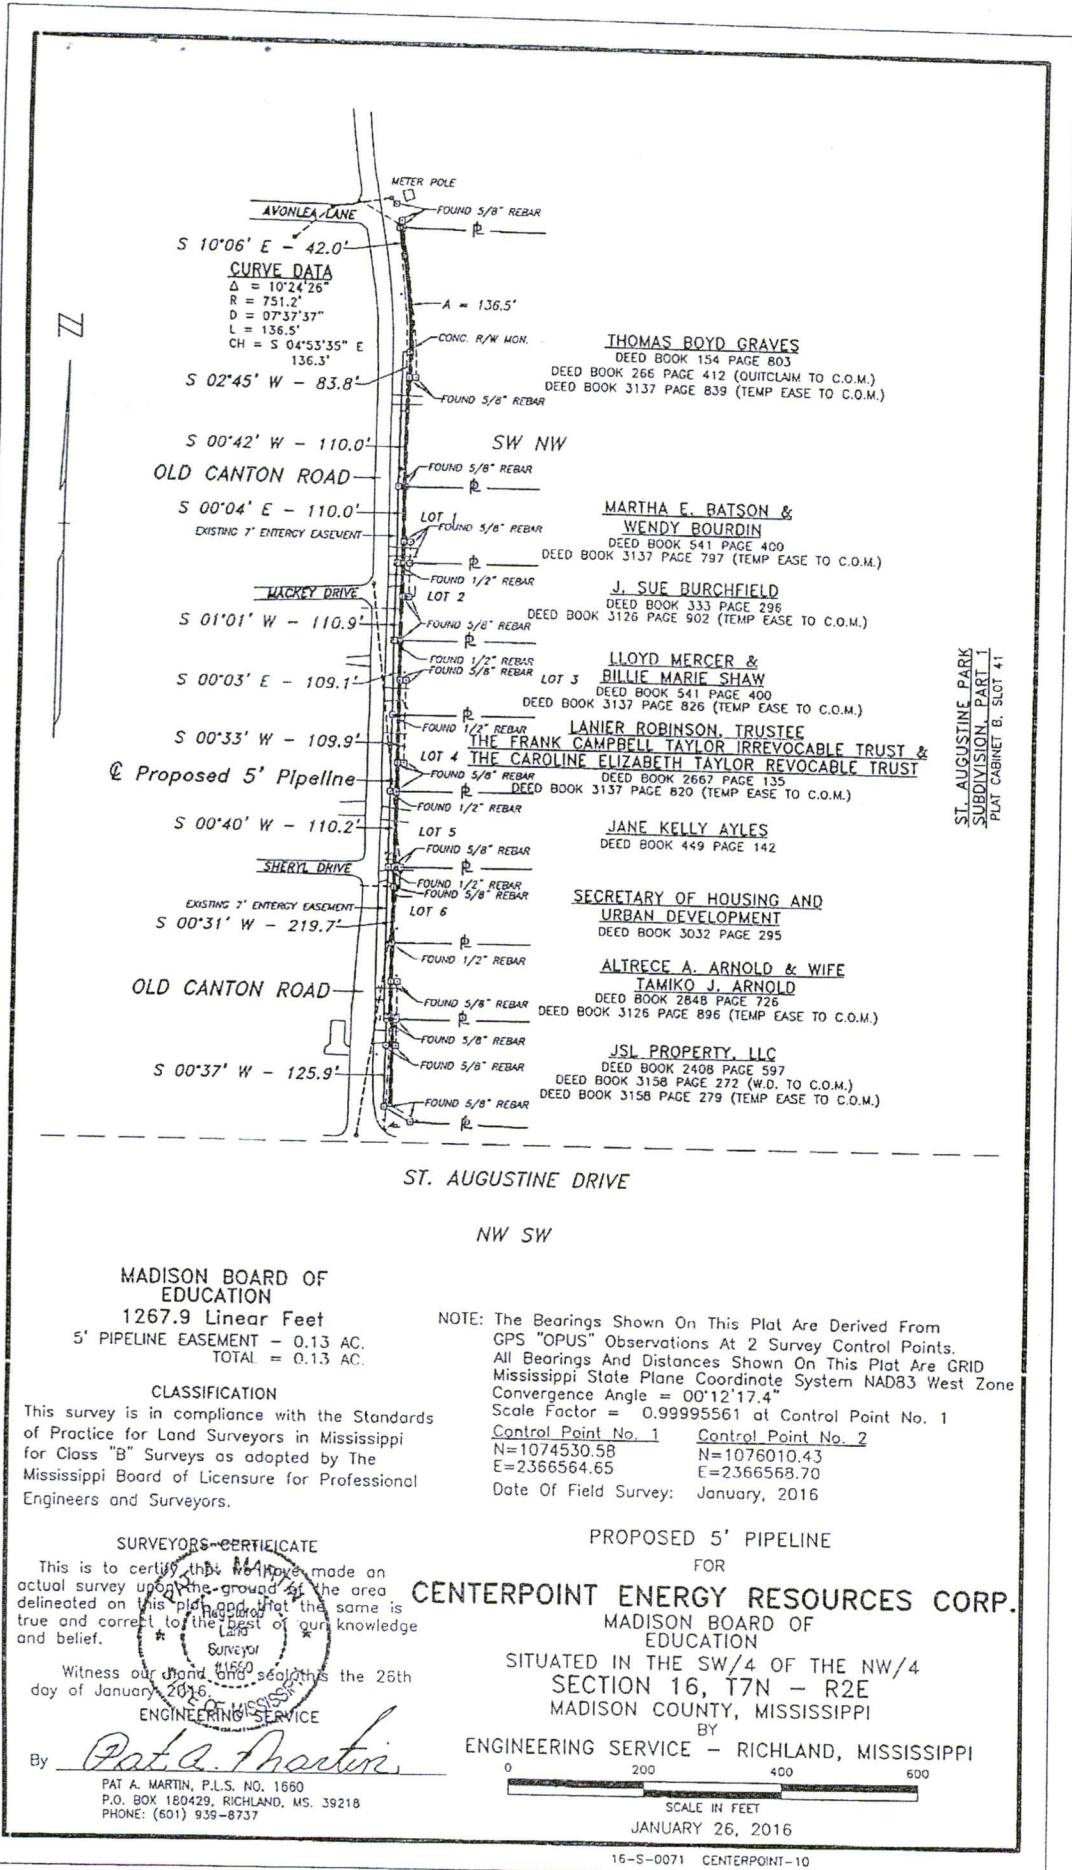 METER POLE
AVONLEA LANE
FOUND 5/8" REBAR
S 10°06' E - 42.0'
CURVE DATA
Δ = 10°24'26"
R = 751.2'
D = 07°37'37"
L = 136.5'
CH = S 04°53'35" E
136.3'
A = 136.5'
CONC. R/W MON.
S 02°45' W - 83.8'
FOUND 5/8" REBAR
THOMAS BOYD GRAVES
DEED BOOK 154 PAGE 803
DEED BOOK 266 PAGE 412 (QUITCLAIM TO C.O.M.)
DEED BOOK 3137 PAGE 839 (TEMP EASE TO C.O.M.)
S 00°42' W - 110.0'
SW NW
OLD CANTON ROAD
FOUND 5/8" REBAR
S 00°04' E - 110.0'
LOT 1
FOUND 5/8" REBAR
EXISTING 7' ENTERGY EASEMENT
MARTHA E. BATSON &
WENDY BOURDIN
DEED BOOK 541 PAGE 400
DEED BOOK 3137 PAGE 797 (TEMP EASE TO C.O.M.)
FOUND 1/2" REBAR
MACKEY DRIVE
LOT 2
J. SUE BURCHFIELD
DEED BOOK 333 PAGE 296
DEED BOOK 3126 PAGE 902 (TEMP EASE TO C.O.M.)
S 01°01' W - 110.9'
FOUND 5/8" REBAR
FOUND 1/2" REBAR
FOUND 5/8" REBAR
S 00°03' E - 109.1'
LOT 3
LLOYD MERCER &
BILLIE MARIE SHAW
DEED BOOK 541 PAGE 400
DEED BOOK 3137 PAGE 826 (TEMP EASE TO C.O.M.)
FOUND 1/2" REBAR
S 00°33' W - 109.9'
LOT 4
LANIER ROBINSON, TRUSTEE
THE FRANK CAMPBELL TAYLOR IRREVOCABLE TRUST &
THE CAROLINE ELIZABETH TAYLOR REVOCABLE TRUST
DEED BOOK 2667 PAGE 135
DEED BOOK 3137 PAGE 820 (TEMP EASE TO C.O.M.)
℄ Proposed 5' Pipeline
FOUND 5/8" REBAR
FOUND 1/2" REBAR
S 00°40' W - 110.2'
LOT 5
JANE KELLY AYLES
DEED BOOK 449 PAGE 142
FOUND 5/8" REBAR
SHERYL DRIVE
FOUND 1/2" REBAR
FOUND 5/8" REBAR
EXISTING 7' ENTERGY EASEMENT
LOT 6
S 00°31' W - 219.7'
SECRETARY OF HOUSING AND
URBAN DEVELOPMENT
DEED BOOK 3032 PAGE 295
FOUND 1/2" REBAR
OLD CANTON ROAD
ALTRECE A. ARNOLD & WIFE
TAMIKO J. ARNOLD
DEED BOOK 2848 PAGE 726
DEED BOOK 3126 PAGE 896 (TEMP EASE TO C.O.M.)
FOUND 5/8" REBAR
FOUND 5/8" REBAR
S 00°37' W - 125.9'
FOUND 5/8" REBAR
JSL PROPERTY, LLC
DEED BOOK 2408 PAGE 597
DEED BOOK 3158 PAGE 272 (W.D. TO C.O.M.)
DEED BOOK 3158 PAGE 279 (TEMP EASE TO C.O.M.)
FOUND 5/8" REBAR
ST. AUGUSTINE PARK
SUBDIVISION, PART 1
PLAT CABINET B, SLOT 41
ST. AUGUSTINE DRIVE
NW SW
MADISON BOARD OF
EDUCATION
1267.9 Linear Feet
5' PIPELINE EASEMENT - 0.13 AC.
TOTAL = 0.13 AC.
CLASSIFICATION
This survey is in compliance with the Standards
of Practice for Land Surveyors in Mississippi
for Class "B" Surveys as adopted by The
Mississippi Board of Licensure for Professional
Engineers and Surveyors.
NOTE: The Bearings Shown On This Plat Are Derived From
GPS "OPUS" Observations At 2 Survey Control Points.
All Bearings And Distances Shown On This Plat Are GRID
Mississippi State Plane Coordinate System NAD83 West Zone
Convergence Angle = 00°12'17.4"
Scale Factor = 0.99995561 at Control Point No. 1
Control Point No. 1 Control Point No. 2
N=1074530.58 N=1076010.43
E=2366564.65 E=2366568.70
Date Of Field Survey: January, 2016
SURVEYORS CERTIFICATE
This is to certify that we have made an
actual survey upon the ground of the area
delineated on this plat and that the same is
true and correct to the best of our knowledge
and belief.
Witness our hand and seal this the 26th
day of January, 2016.
ENGINEERING SERVICE
PAT A. MARTIN
Registered
Land
Surveyor
#1660
STATE OF MISSISSIPPI
By Pat A. Martin
PAT A. MARTIN, P.L.S. NO. 1660
P.O. BOX 180429, RICHLAND, MS. 39218
PHONE: (601) 939-8737
PROPOSED 5' PIPELINE
FOR
CENTERPOINT ENERGY RESOURCES CORP.
MADISON BOARD OF
EDUCATION
SITUATED IN THE SW/4 OF THE NW/4
SECTION 16, T7N - R2E
MADISON COUNTY, MISSISSIPPI
BY
ENGINEERING SERVICE - RICHLAND, MISSISSIPPI
0 200 400 600
SCALE IN FEET
JANUARY 26, 2016
16-S-0071 CENTERPOINT-10